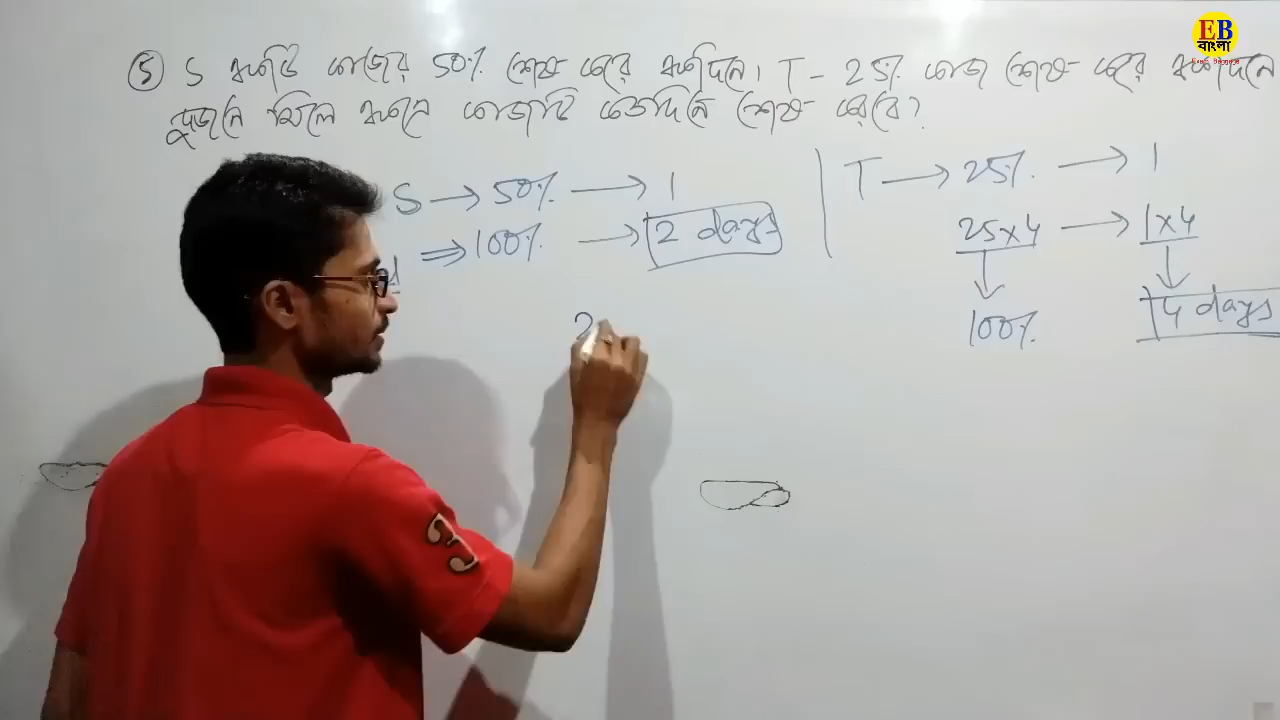 ⑤ S একটি কাজের 50% শেষ করে একদিনে। T - 25% কাজ শেষ করে একদিনে
দুজনে মিলে একত্রে কাজটি কতদিনে শেষ করবে?
S → 50% → 1
⇒ 100% → 2 days
T → 25% → 1
25×4 → 1×4
100% 4 days
2
EB
বাংলা